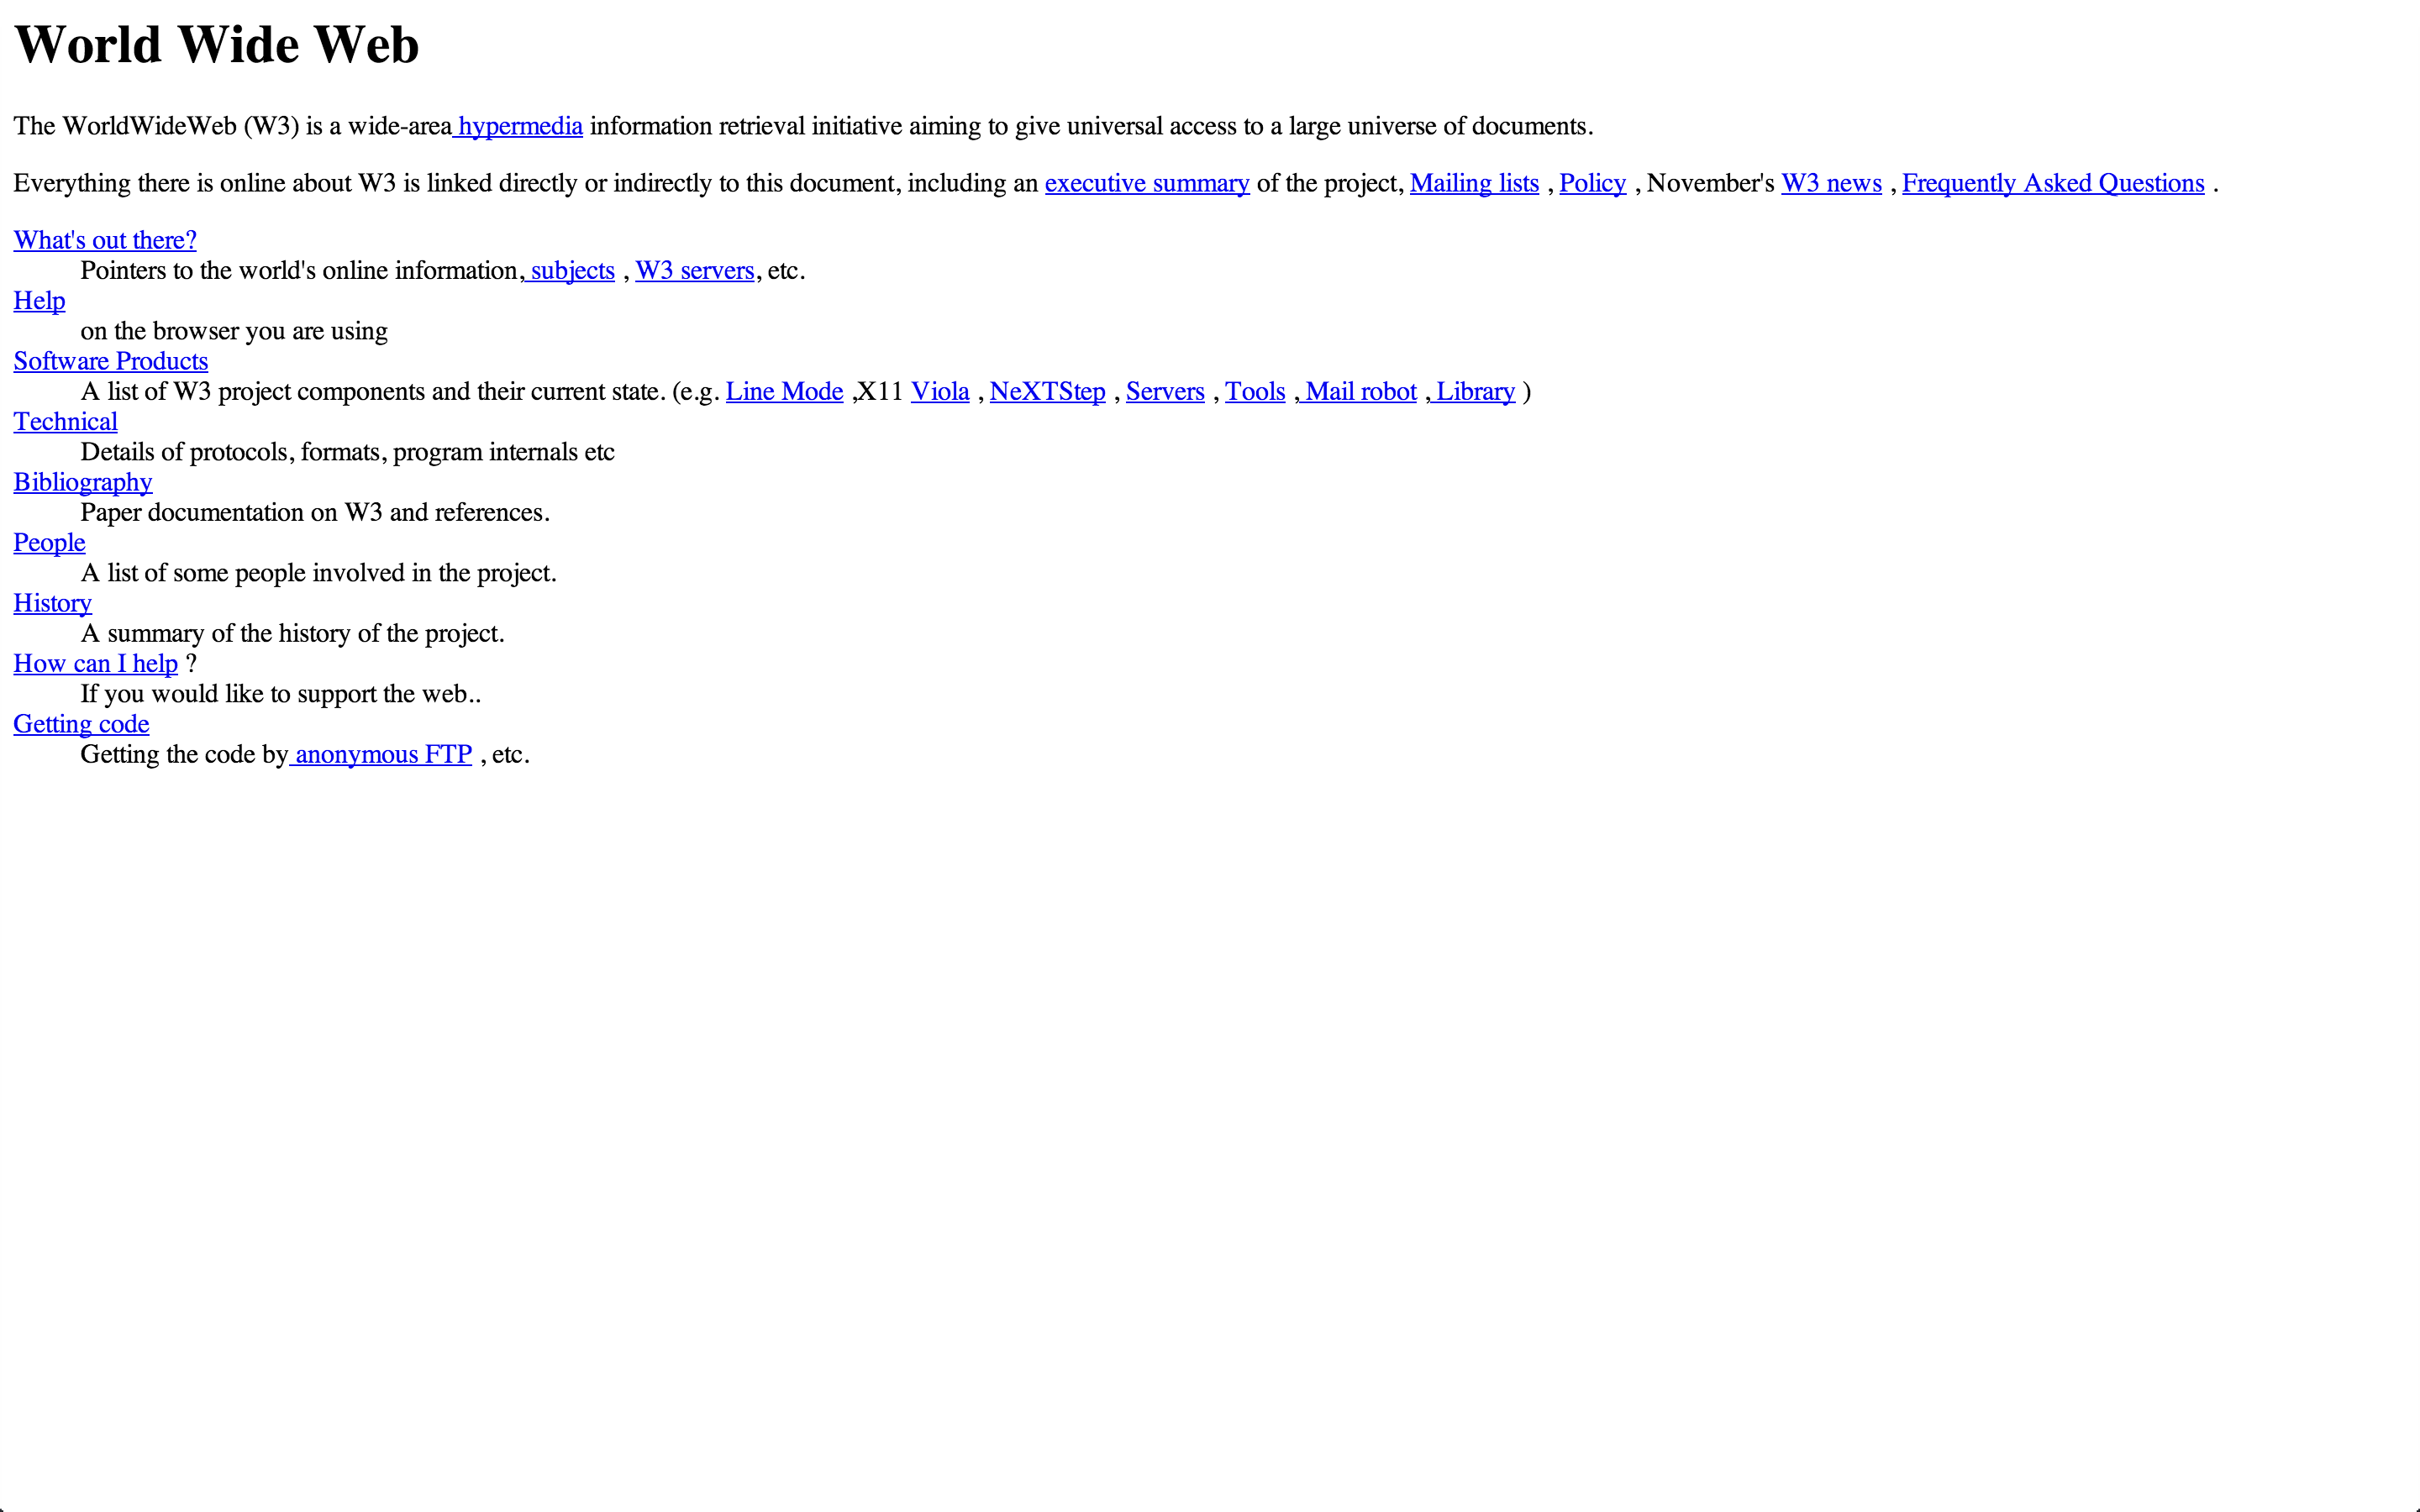 World Wide Web
The WorldWideWeb (W3) is a wide-area hypermedia information retrieval initiative aiming to give universal access to a large universe of documents.
Everything there is online about W3 is linked directly or indirectly to this document, including an executive summary of the project, Mailing lists , Policy , November's W3 news , Frequently Asked Questions .
What's out there?
Pointers to the world's online information, subjects , W3 servers, etc.
Help
on the browser you are using
Software Products
A list of W3 project components and their current state. (e.g. Line Mode ,X11 Viola , NeXTStep , Servers , Tools , Mail robot , Library )
Technical
Details of protocols, formats, program internals etc
Bibliography
Paper documentation on W3 and references.
People
A list of some people involved in the project.
History
A summary of the history of the project.
How can I help ?
If you would like to support the web..
Getting code
Getting the code by anonymous FTP , etc.